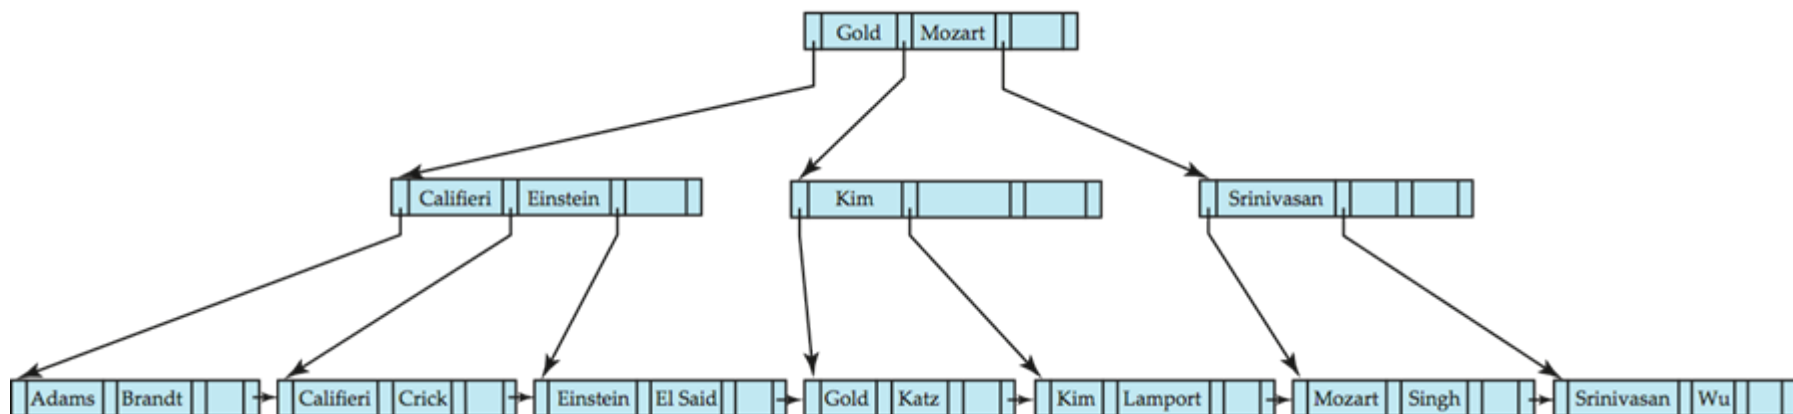 Gold Mozart
Califieri Einstein Kim Srinivasan
Adams Brandt Califieri Crick Einstein El Said Gold Katz Kim Lamport Mozart Singh Srinivasan Wu